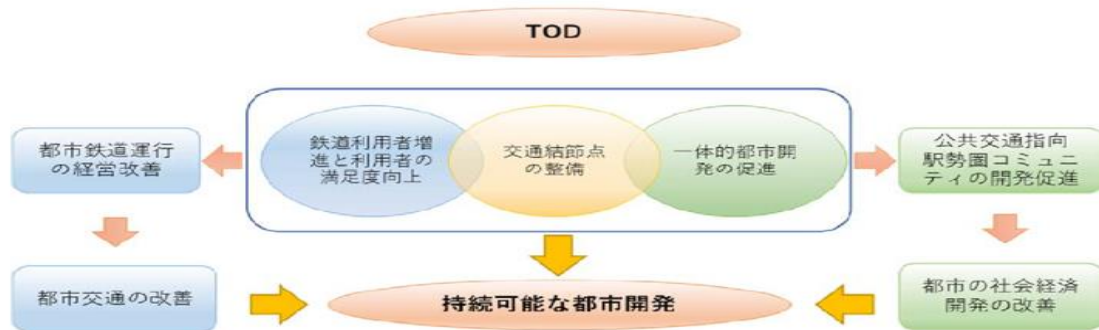 TOD
都市鉄道運行
の経営改善
鉄道利用者増
進と利用者の
満足度向上
交通結節点
の整備
一体的都市開
発の促進
公共交通指向
駅勢圏コミュニ
ティの開発促進
都市交通の改善
持続可能な都市開発
都市の社会経済
開発の改善